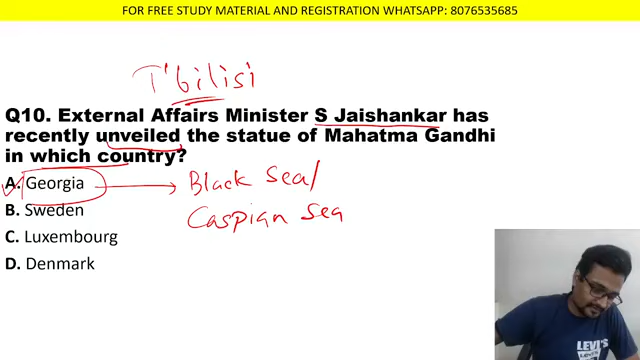 FOR FREE STUDY MATERIAL AND REGISTRATION WHATSAPP: 8076535685
T'bilisi
Q10. External Affairs Minister S Jaishankar has
recently unveiled the statue of Mahatma Gandhi
in which country?
A. Georgia
Black Sea/
B. Sweden
Caspian Sea
C. Luxembourg
D. Denmark
LEVI'S